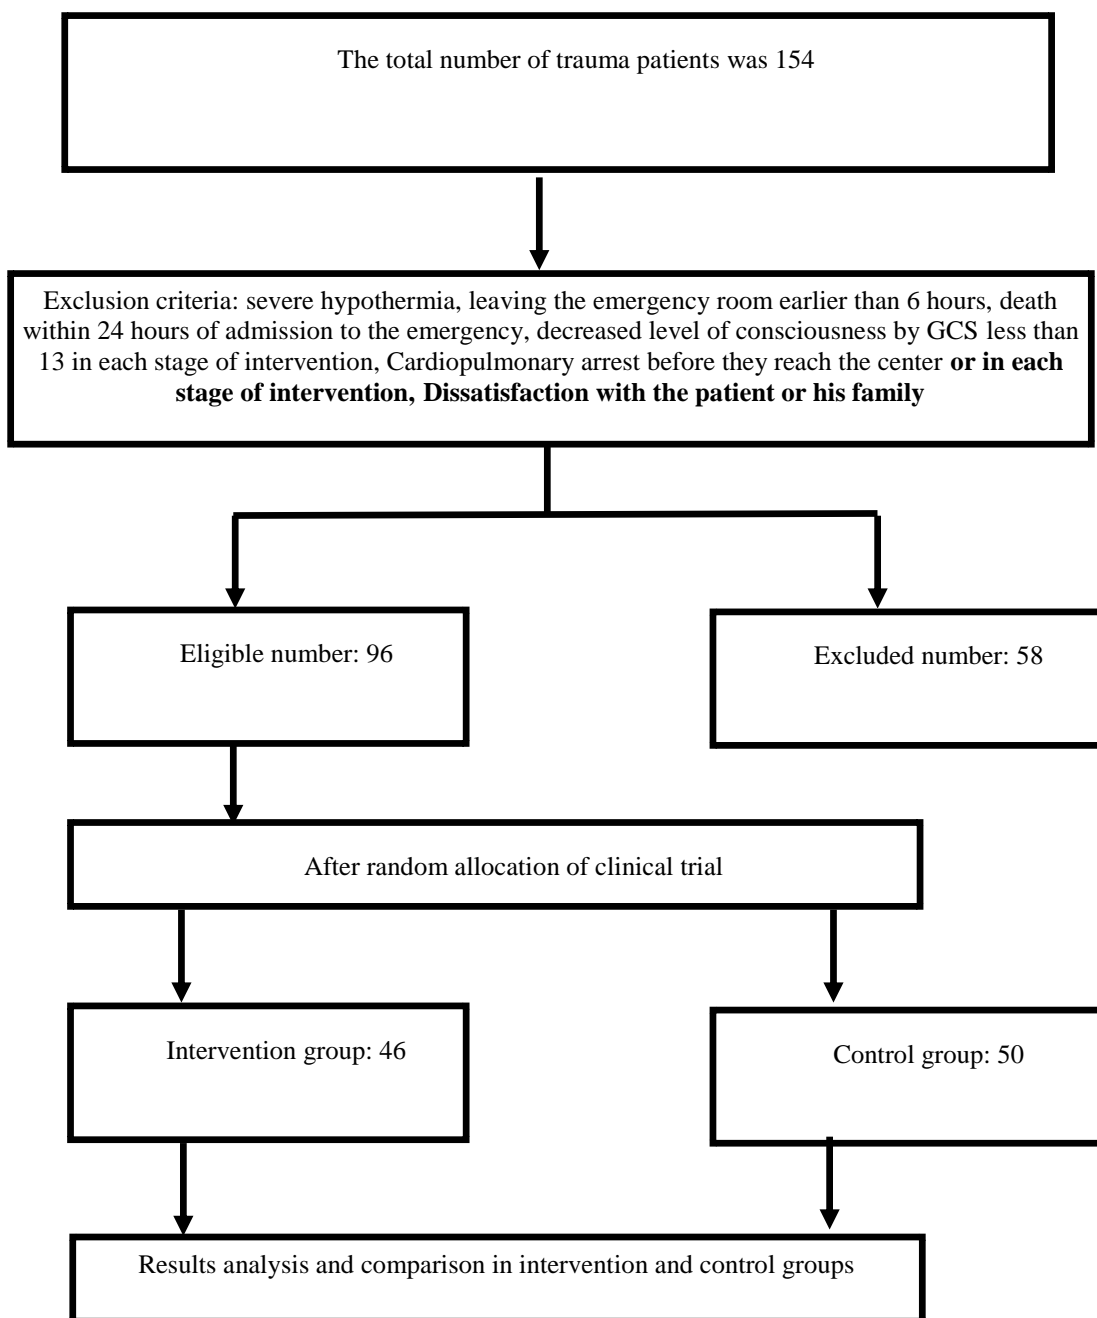 The total number of trauma patients was 154
Exclusion criteria: severe hypothermia, leaving the emergency room earlier than 6 hours, death
within 24 hours of admission to the emergency, decreased level of consciousness by GCS less than
13 in each stage of intervention, Cardiopulmonary arrest before they reach the center or in each
stage of intervention, Dissatisfaction with the patient or his family
Eligible number: 96
Excluded number: 58
After random allocation of clinical trial
Intervention group: 46
Control group: 50
Results analysis and comparison in intervention and control groups